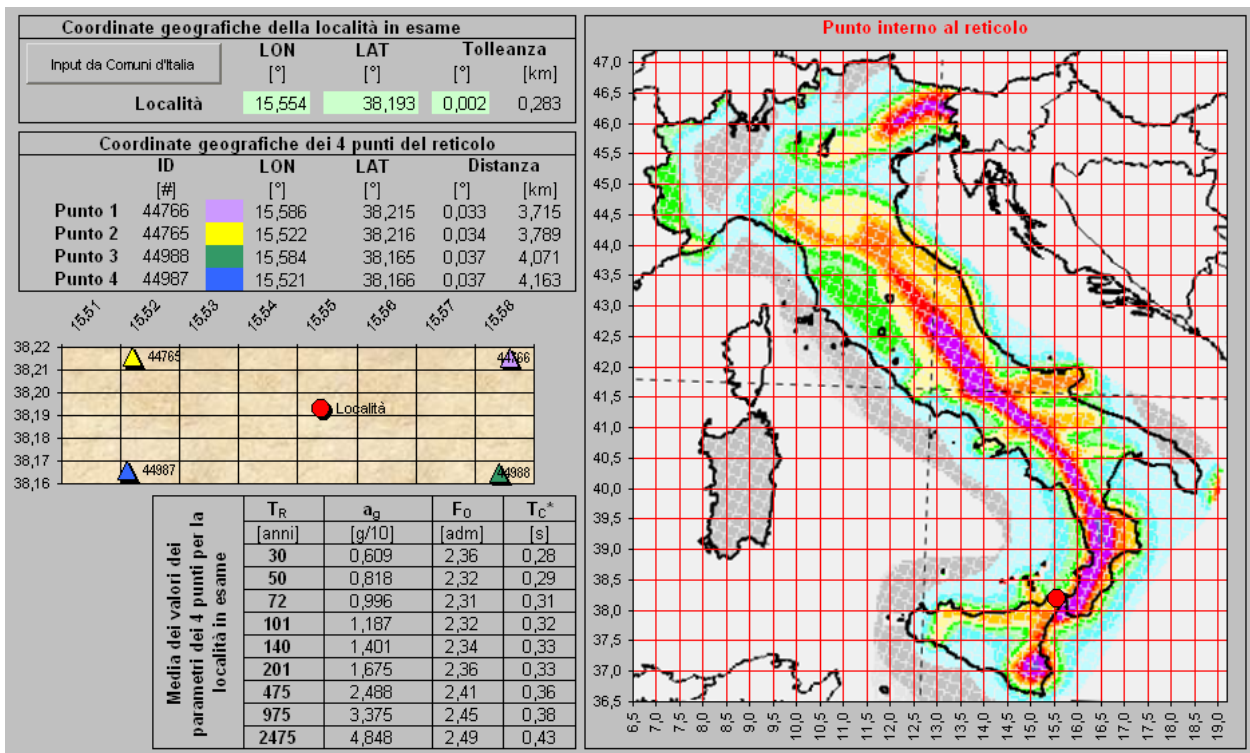 Coordinate geografiche della località in esame
Input da Comuni d'Italia
LON LAT Tolleanza
[°] [°] [°] [km]
Località 15,554 38,193 0,002 0,283
Coordinate geografiche dei 4 punti del reticolo
ID LON LAT Distanza
[#] [°] [°] [°] [km]
Punto 1 44766 15,586 38,215 0,033 3,715
Punto 2 44765 15,522 38,216 0,034 3,789
Punto 3 44988 15,584 38,165 0,037 4,071
Punto 4 44987 15,521 38,166 0,037 4,163
15,51 15,52 15,53 15,54 15,55 15,56 15,57 15,58
38,22
38,21
38,20
38,19
38,18
38,17
38,16
44765
44766
Località
44987
44988
Media dei valori dei
parametri dei 4 punti per la
località in esame
TR ag FO TC*
[anni] [g/10] [adm] [s]
30 0,609 2,36 0,28
50 0,818 2,32 0,29
72 0,996 2,31 0,31
101 1,187 2,32 0,32
140 1,401 2,34 0,33
201 1,675 2,36 0,33
475 2,488 2,41 0,36
975 3,375 2,45 0,38
2475 4,848 2,49 0,43
Punto interno al reticolo
47,0
46,5
46,0
45,5
45,0
44,5
44,0
43,5
43,0
42,5
42,0
41,5
41,0
40,5
40,0
39,5
39,0
38,5
38,0
37,5
37,0
36,5
6,5 7,0 7,5 8,0 8,5 9,0 9,5 10,0 10,5 11,0 11,5 12,0 12,5 13,0 13,5 14,0 14,5 15,0 15,5 16,0 16,5 17,0 17,5 18,0 18,5 19,0